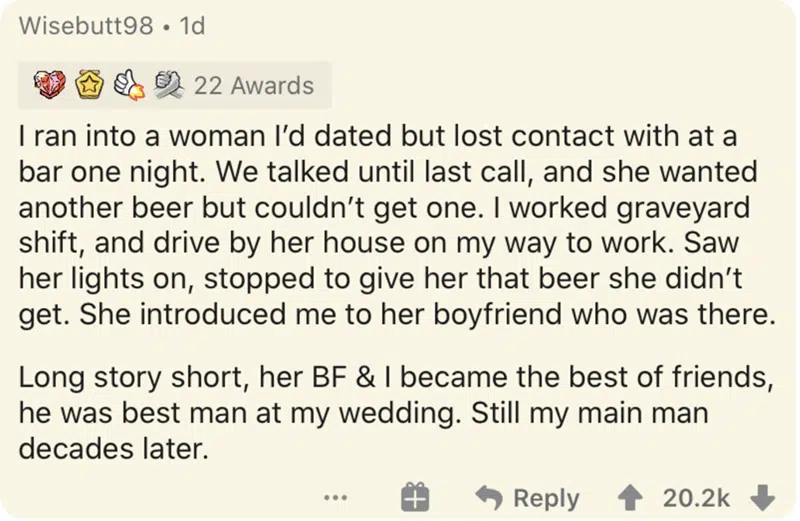 Wisebutt98 • 1d
22 Awards
I ran into a woman I’d dated but lost contact with at a
bar one night. We talked until last call, and she wanted
another beer but couldn’t get one. I worked graveyard
shift, and drive by her house on my way to work. Saw
her lights on, stopped to give her that beer she didn’t
get. She introduced me to her boyfriend who was there.
Long story short, her BF & I became the best of friends,
he was best man at my wedding. Still my main man
decades later.
Reply 20.2k